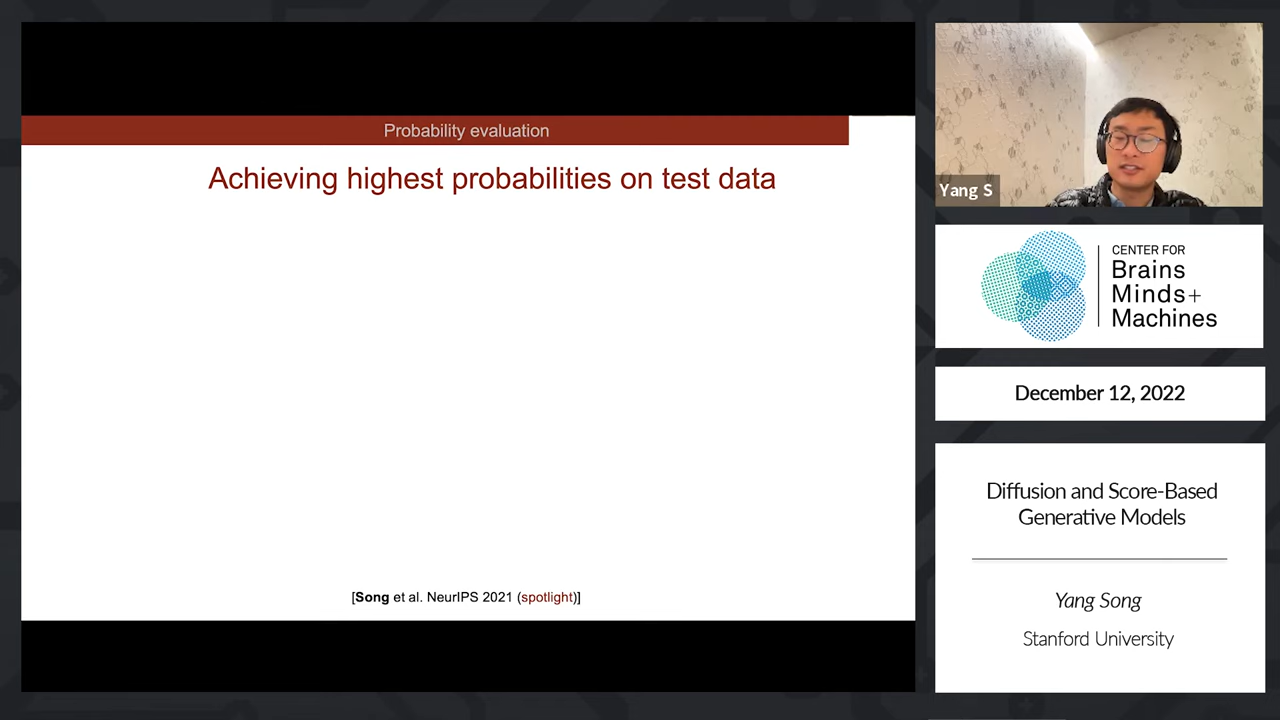 Probability evaluation
Achieving highest probabilities on test data
[Song et al. NeurIPS 2021 (spotlight)]
Yang S
CENTER FOR
Brains
Minds+
Machines
December 12, 2022
Diffusion and Score-Based
Generative Models
Yang Song
Stanford University